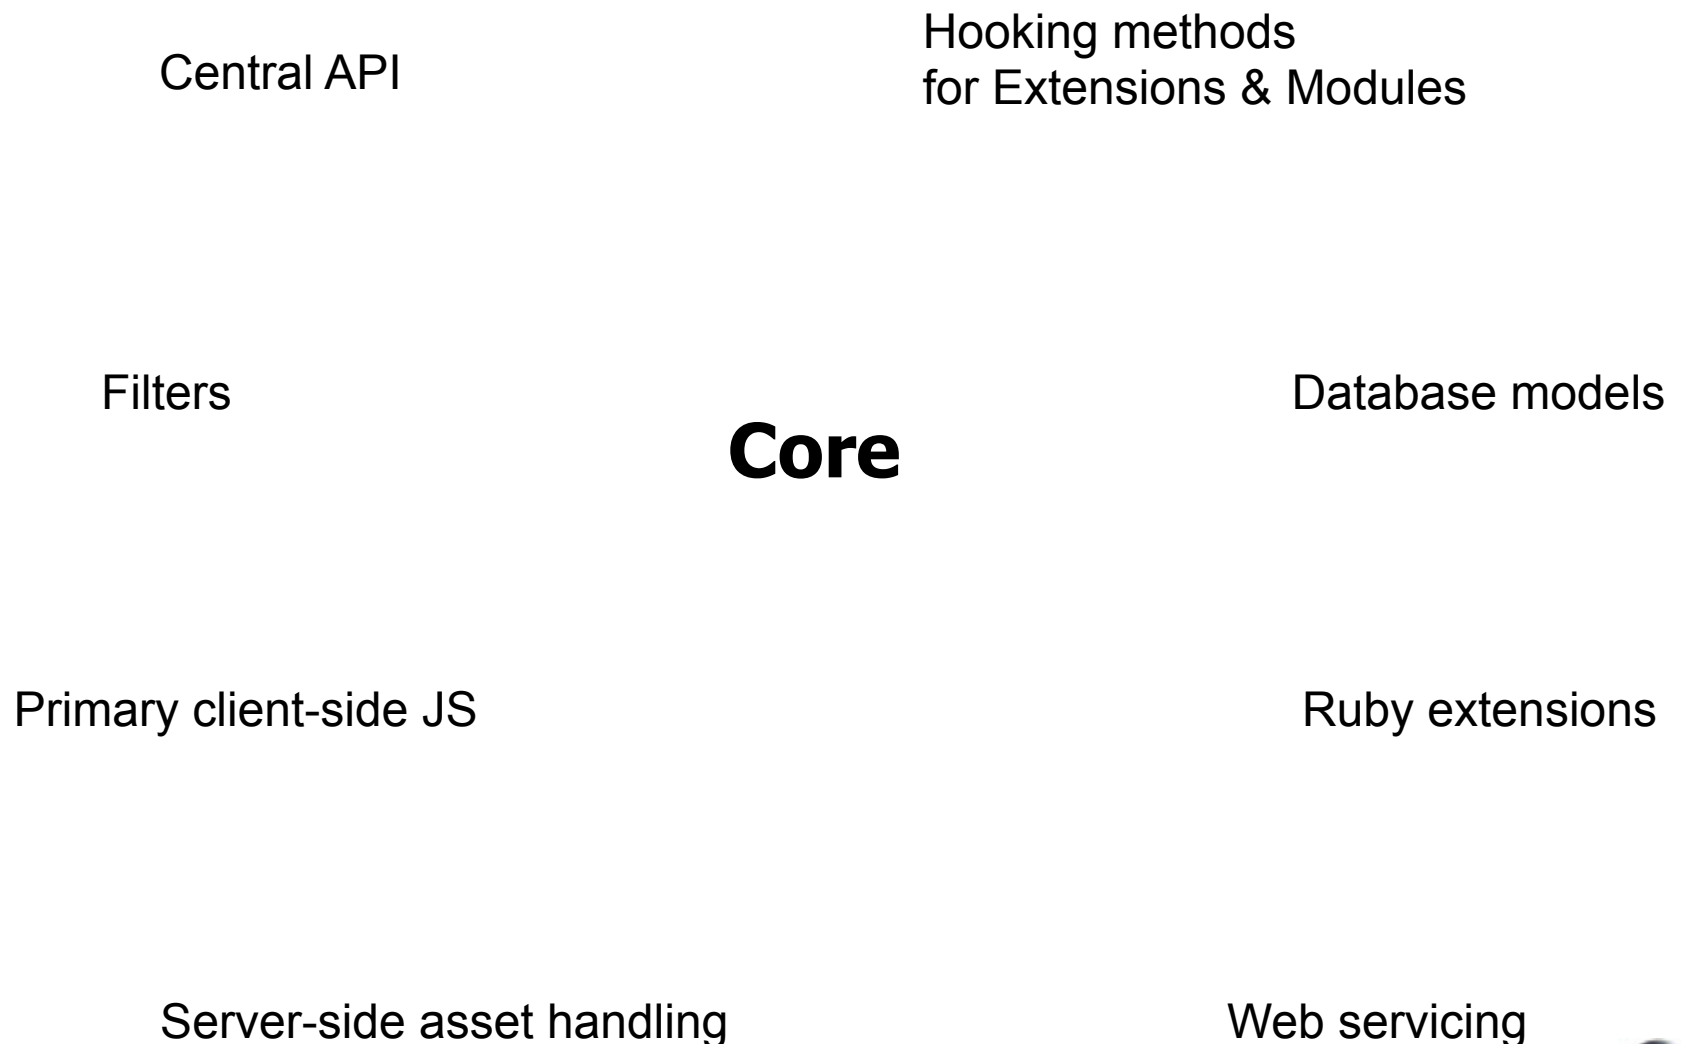 Central API
Hooking methods
for Extensions & Modules
Filters
Database models
Core
Primary client-side JS
Ruby extensions
Server-side asset handling
Web servicing